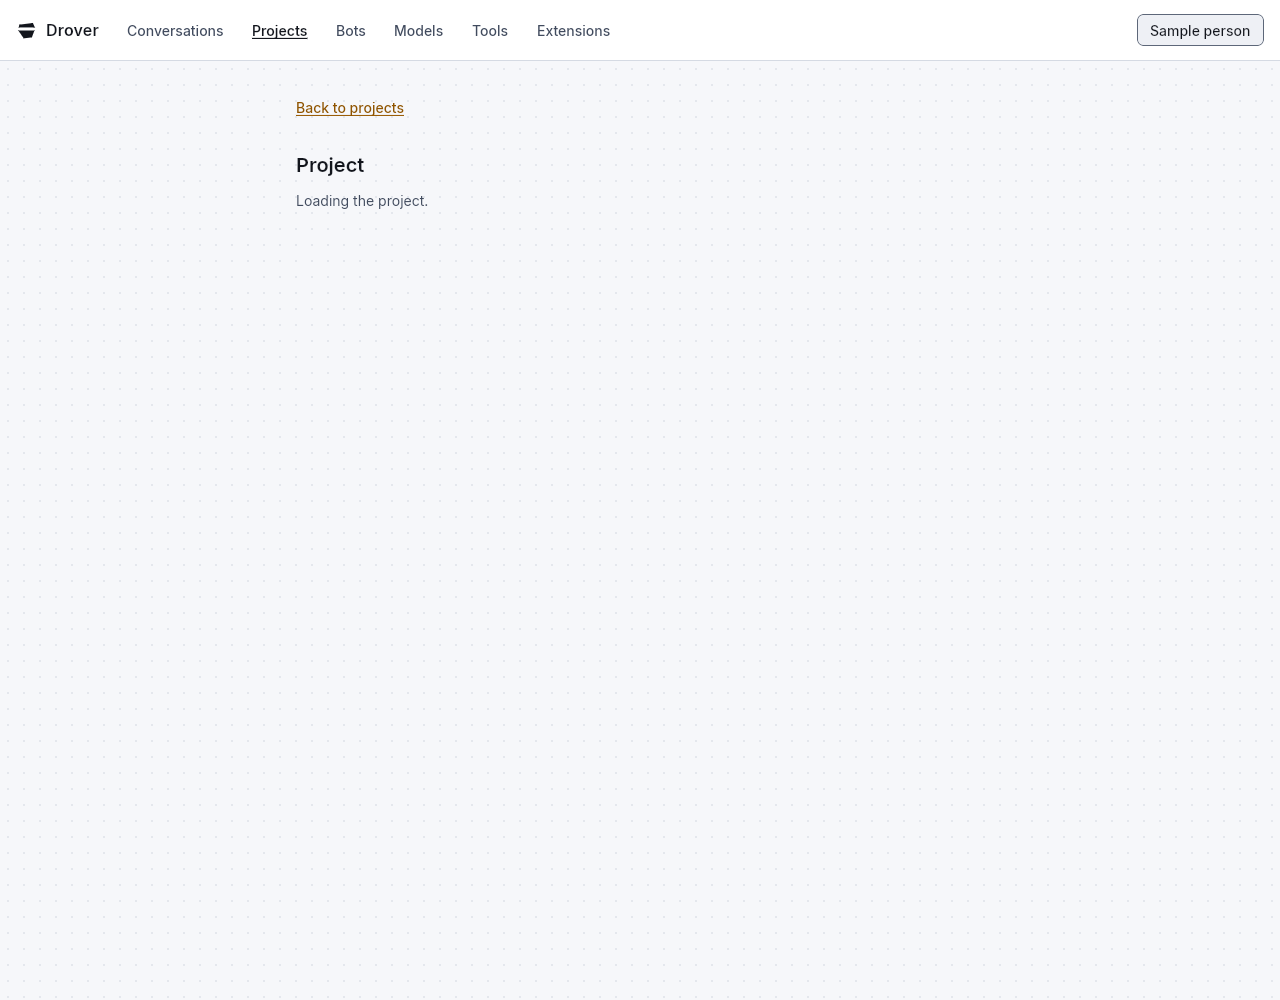 Drover Conversations Projects Bots Models Tools Extensions Sample person
Back to projects
Project
Loading the project.